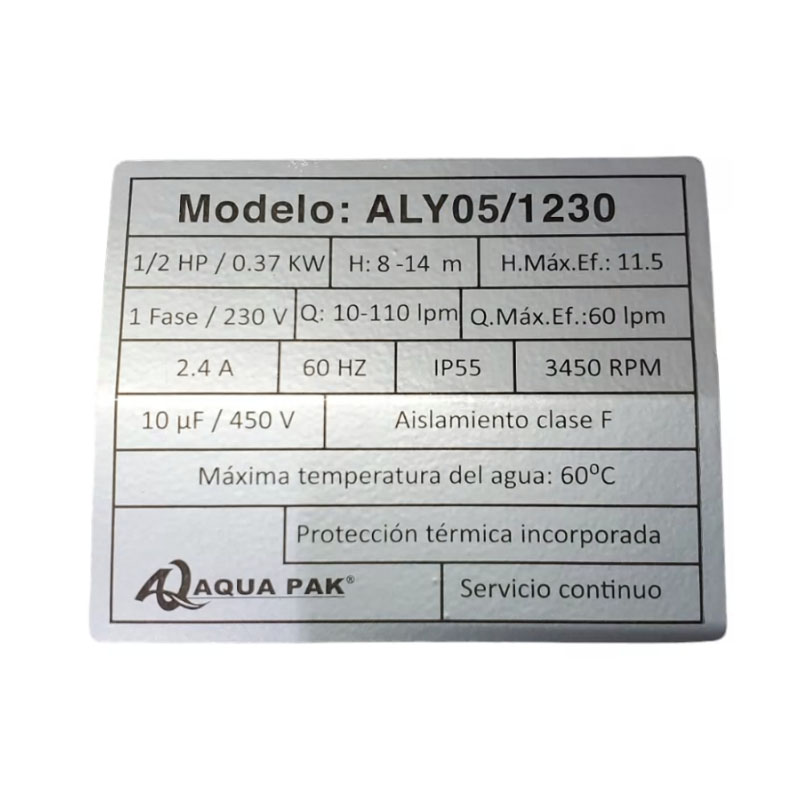 Modelo: ALY05/1230
1/2 HP / 0.37 KW H: 8 -14 m H.Máx.Ef.: 11.5
1 Fase / 230 V Q: 10-110 lpm Q.Máx.Ef.:60 lpm
2.4 A 60 HZ IP55 3450 RPM
10 µF / 450 V Aislamiento clase F
Máxima temperatura del agua: 60ºC
Protección térmica incorporada
AQUA PAK®
Servicio continuo